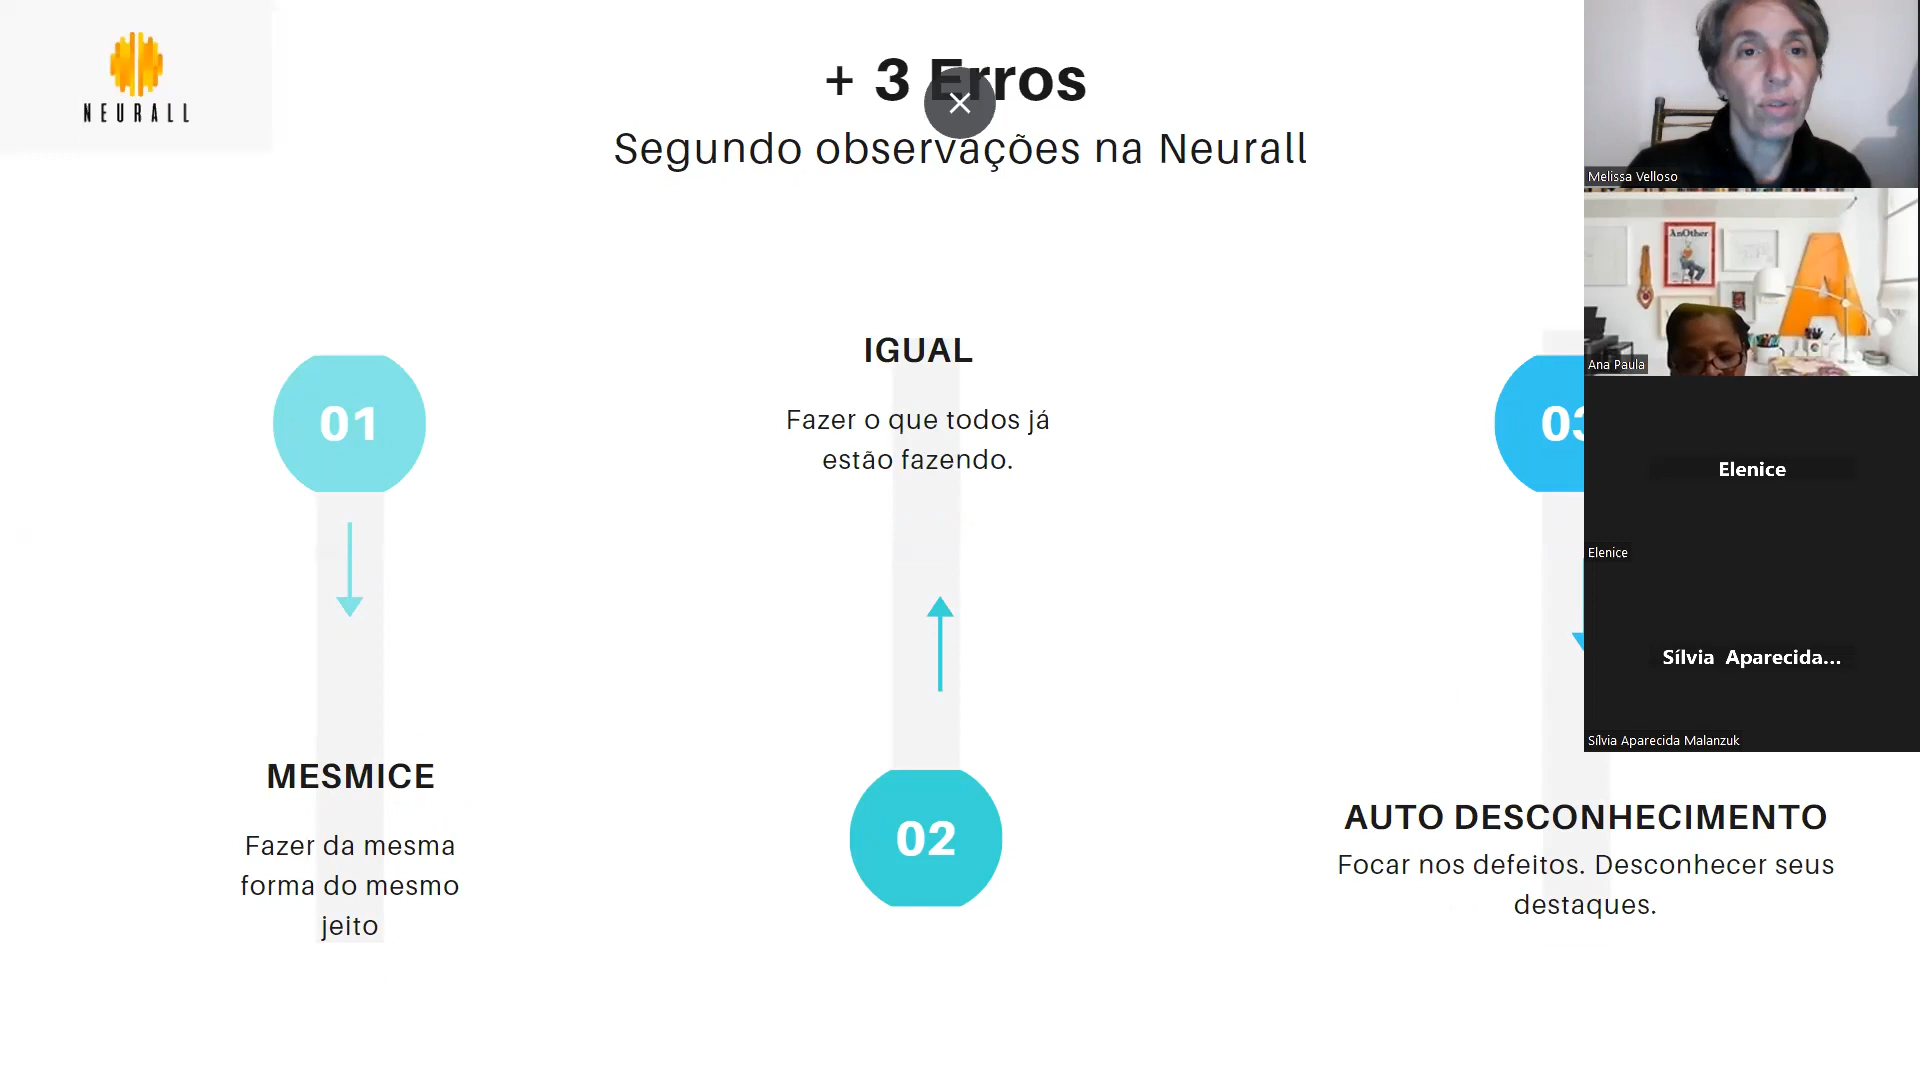 NEURALL
+ 3 Erros
Segundo observações na Neurall
01
MESMICE
Fazer da mesma
forma do mesmo
jeito
IGUAL
Fazer o que todos já
estão fazendo.
02
03
AUTO DESCONHECIMENTO
Focar nos defeitos. Desconhecer seus
destaques.
Melissa Velloso
AnOther
Ana Paula
Elenice
Elenice
Sílvia Aparecida...
Sílvia Aparecida Malanzuk